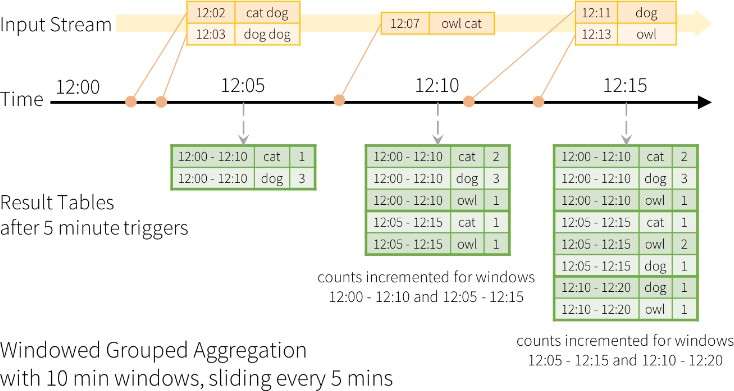 Input Stream
12:02 cat dog
12:03 dog dog
12:07 owl cat
12:11 dog
12:13 owl
Time
12:00
12:05
12:10
12:15
Result Tables
after 5 minute triggers
12:00 - 12:10 cat 1
12:00 - 12:10 dog 3
12:00 - 12:10 cat 2
12:00 - 12:10 dog 3
12:00 - 12:10 owl 1
12:05 - 12:15 cat 1
12:05 - 12:15 owl 1
counts incremented for windows
12:00 - 12:10 and 12:05 - 12:15
12:00 - 12:10 cat 2
12:00 - 12:10 dog 3
12:00 - 12:10 owl 1
12:05 - 12:15 cat 1
12:05 - 12:15 owl 2
12:05 - 12:15 dog 1
12:10 - 12:20 dog 1
12:10 - 12:20 owl 1
counts incremented for windows
12:05 - 12:15 and 12:10 - 12:20
Windowed Grouped Aggregation
with 10 min windows, sliding every 5 mins